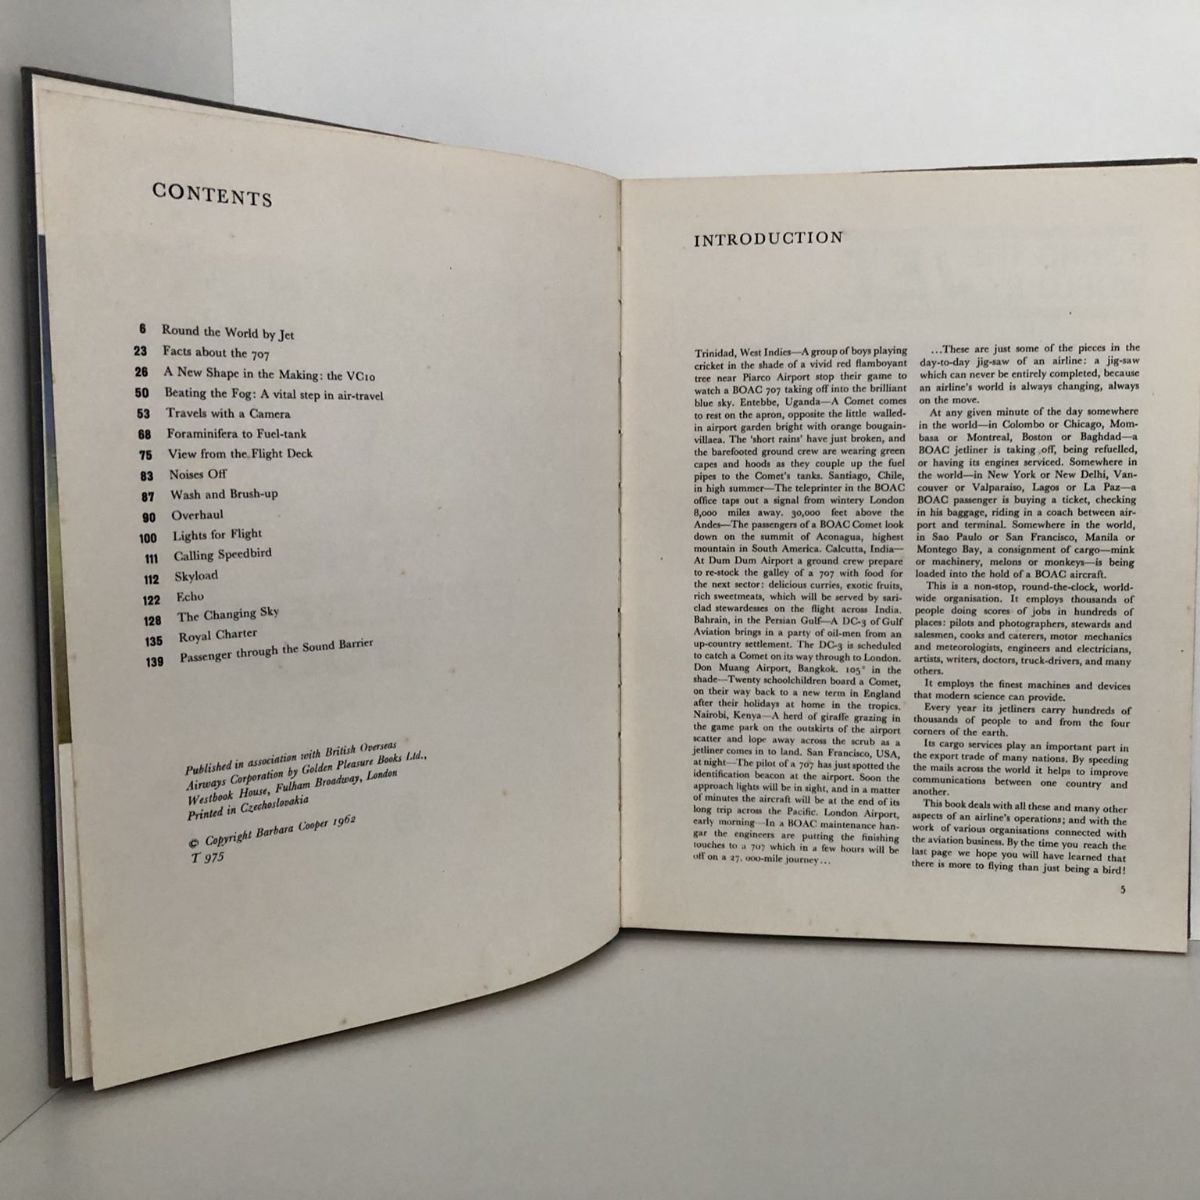 CONTENTS
6 Round the World by Jet
23 Facts about the 707
26 A New Shape in the Making: the VC10
50 Beating the Fog: A vital step in air-travel
53 Travels with a Camera
68 Foraminifera to Fuel-tank
75 View from the Flight Deck
83 Noises Off
87 Wash and Brush-up
90 Overhaul
100 Lights for Flight
111 Calling Speedbird
112 Skyload
122 Echo
128 The Changing Sky
135 Royal Charter
139 Passenger through the Sound Barrier
Published in association with British Overseas
Airways Corporation by Golden Pleasure Books Ltd.,
Westbook House, Fulham Broadway, London
Printed in Czechoslovakia
© Copyright Barbara Cooper 1962
T 975
INTRODUCTION
Trinidad, West Indies—A group of boys playing
cricket in the shade of a vivid red flamboyant
tree near Piarco Airport stop their game to
watch a BOAC 707 taking off into the brilliant
blue sky. Entebbe, Uganda—A Comet comes
to rest on the apron, opposite the little walled-
in airport garden bright with orange bougain-
villaea. The 'short rains' have just broken, and
the barefooted ground crew are wearing green
capes and hoods as they couple up the fuel
pipes to the Comet's tanks. Santiago, Chile,
in high summer—The teleprinter in the BOAC
office taps out a signal from wintery London
8,000 miles away. 30,000 feet above the
Andes—The passengers of a BOAC Comet look
down on the summit of Aconagua, highest
mountain in South America. Calcutta, India—
At Dum Dum Airport a ground crew prepare
to re-stock the galley of a 707 with food for
the next sector: delicious curries, exotic fruits,
rich sweetmeats, which will be served by sari-
clad stewardesses on the flight across India.
Bahrain, in the Persian Gulf—A DC-3 of Gulf
Aviation brings in a party of oil-men from an
up-country settlement. The DC-3 is scheduled
to catch a Comet on its way through to London.
Don Muang Airport, Bangkok. 105° in the
shade—Twenty schoolchildren board a Comet,
on their way back to a new term in England
after their holidays at home in the tropics.
Nairobi, Kenya—A herd of giraffe grazing in
the game park on the outskirts of the airport
scatter and lope away across the scrub as a
jetliner comes in to land. San Francisco, USA,
at night—The pilot of a 707 has just spotted the
identification beacon at the airport. Soon the
approach lights will be in sight, and in a matter
of minutes the aircraft will be at the end of its
long trip across the Pacific. London Airport,
early morning—In a BOAC maintenance han-
gar the engineers are putting the finishing
touches to a 707 which in a few hours will be
off on a 27. 000-mile journey...
...These are just some of the pieces in the
day-to-day jig-saw of an airline: a jig-saw
which can never be entirely completed, because
an airline's world is always changing, always
on the move.
At any given minute of the day somewhere
in the world—in Colombo or Chicago, Mom-
basa or Montreal, Boston or Baghdad—a
BOAC jetliner is taking off, being refuelled,
or having its engines serviced. Somewhere in
the world—in New York or New Delhi, Van-
couver or Valparaiso, Lagos or La Paz—a
BOAC passenger is buying a ticket, checking
in his baggage, riding in a coach between air-
port and terminal. Somewhere in the world,
in Sao Paulo or San Francisco, Manila or
Montego Bay, a consignment of cargo—mink
or machinery, melons or monkeys—is being
loaded into the hold of a BOAC aircraft.
This is a non-stop, round-the-clock, world-
wide organisation. It employs thousands of
people doing scores of jobs in hundreds of
places: pilots and photographers, stewards and
salesmen, cooks and caterers, motor mechanics
and meteorologists, engineers and electricians,
artists, writers, doctors, truck-drivers, and many
others.
It employs the finest machines and devices
that modern science can provide.
Every year its jetliners carry hundreds of
thousands of people to and from the four
corners of the earth.
Its cargo services play an important part in
the export trade of many nations. By speeding
the mails across the world it helps to improve
communications between one country and
another.
This book deals with all these and many other
aspects of an airline's operations; and with the
work of various organisations connected with
the aviation business. By the time you reach the
last page we hope you will have learned that
there is more to flying than just being a bird!
5